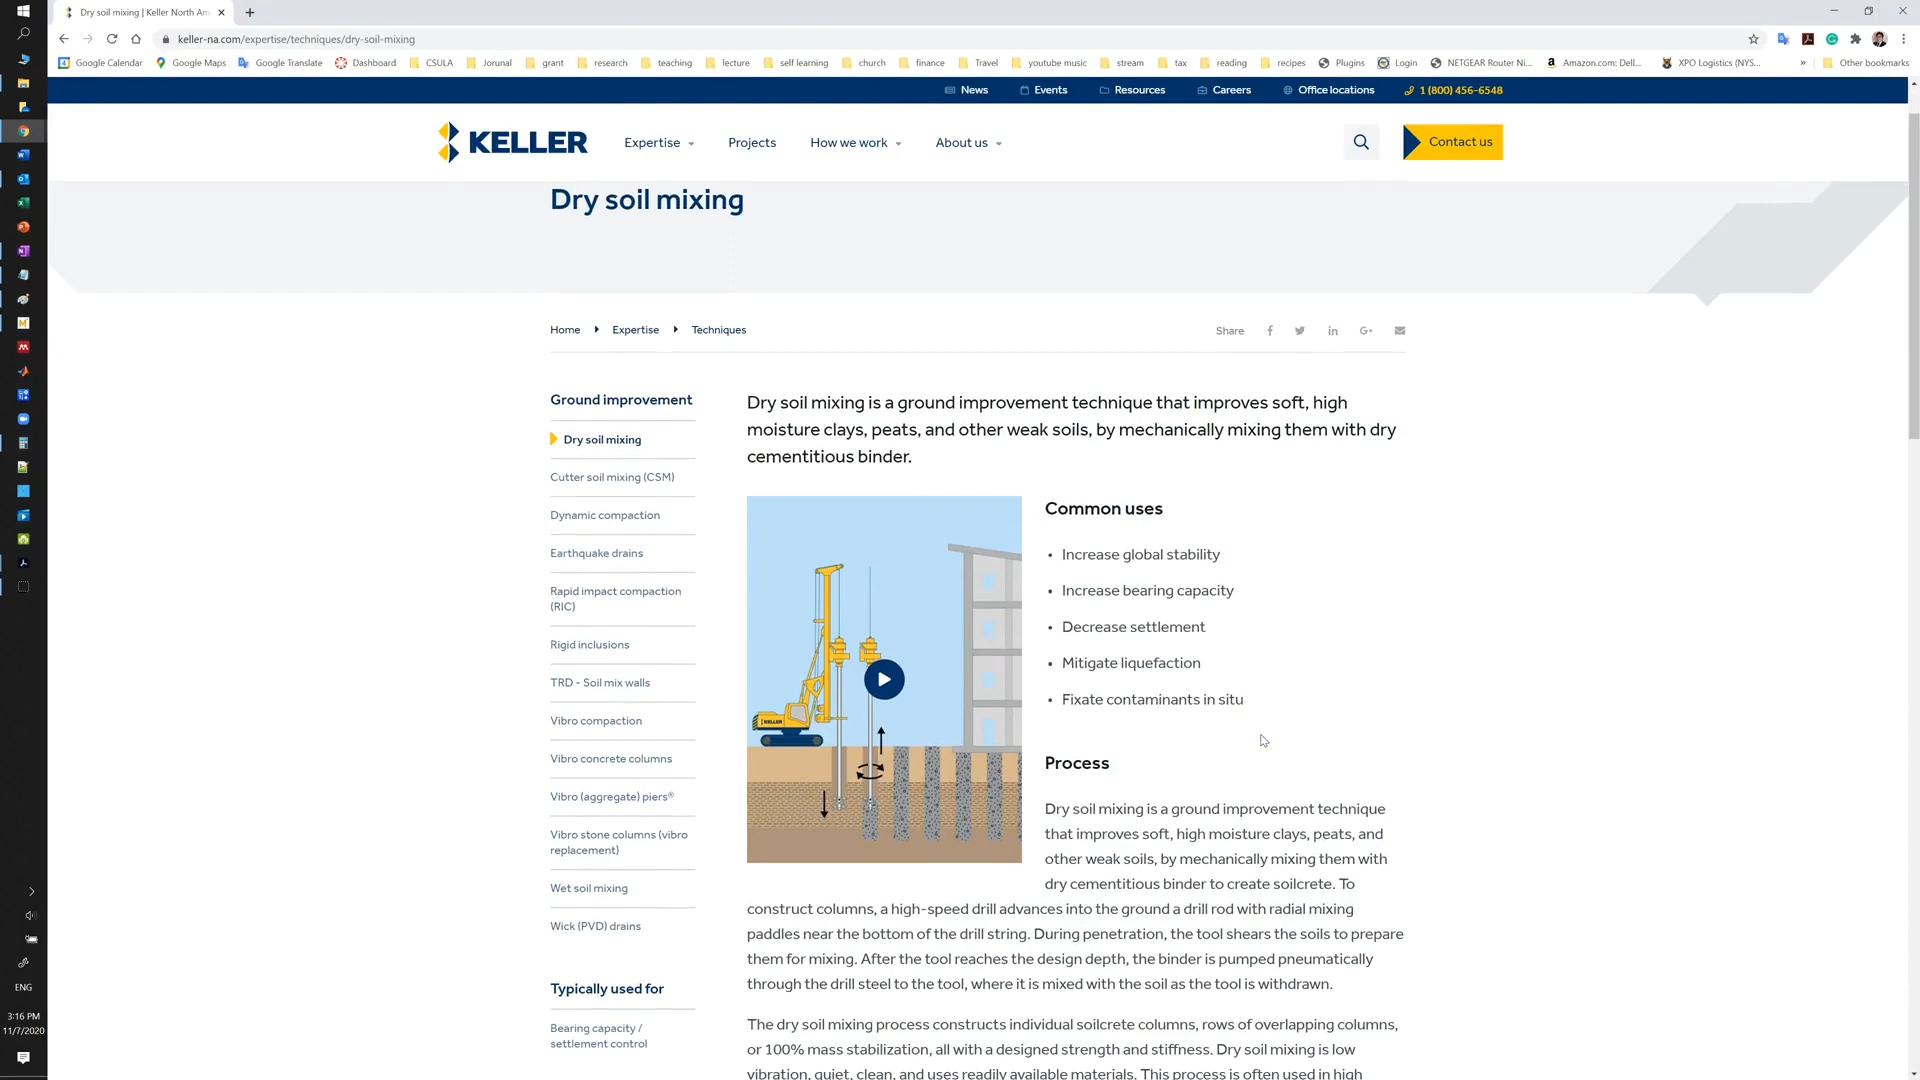 Dry soil mixing | Keller North Am
keller-na.com/expertise/techniques/dry-soil-mixing
Google Calendar
Google Maps
Google Translate
Dashboard
CSULA
Jorunal
grant
research
teaching
lecture
self learning
church
finance
Travel
youtube music
stream
tax
reading
recipes
Plugins
Login
NETGEAR Router Ni...
Amazon.com: Dell...
XPO Logistics (NYS...
»
Other bookmarks
News
Events
Resources
Careers
Office locations
1 (800) 456-6548
KELLER
Expertise
Projects
How we work
About us
Contact us
Dry soil mixing
Home
Expertise
Techniques
Share
Ground improvement
Dry soil mixing
Cutter soil mixing (CSM)
Dynamic compaction
Earthquake drains
Rapid impact compaction
(RIC)
Rigid inclusions
TRD - Soil mix walls
Vibro compaction
Vibro concrete columns
Vibro (aggregate) piers®
Vibro stone columns (vibro
replacement)
Wet soil mixing
Wick (PVD) drains
Typically used for
Bearing capacity /
settlement control
Dry soil mixing is a ground improvement technique that improves soft, high
moisture clays, peats, and other weak soils, by mechanically mixing them with dry
cementitious binder.
KELLER
Common uses
• Increase global stability
• Increase bearing capacity
• Decrease settlement
• Mitigate liquefaction
• Fixate contaminants in situ
Process
Dry soil mixing is a ground improvement technique
that improves soft, high moisture clays, peats, and
other weak soils, by mechanically mixing them with
dry cementitious binder to create soilcrete. To
construct columns, a high-speed drill advances into the ground a drill rod with radial mixing
paddles near the bottom of the drill string. During penetration, the tool shears the soils to prepare
them for mixing. After the tool reaches the design depth, the binder is pumped pneumatically
through the drill steel to the tool, where it is mixed with the soil as the tool is withdrawn.
The dry soil mixing process constructs individual soilcrete columns, rows of overlapping columns,
or 100% mass stabilization, all with a designed strength and stiffness. Dry soil mixing is low
vibration, quiet, clean, and uses readily available materials. This process is often used in high
ENG
3:16 PM
11/7/2020